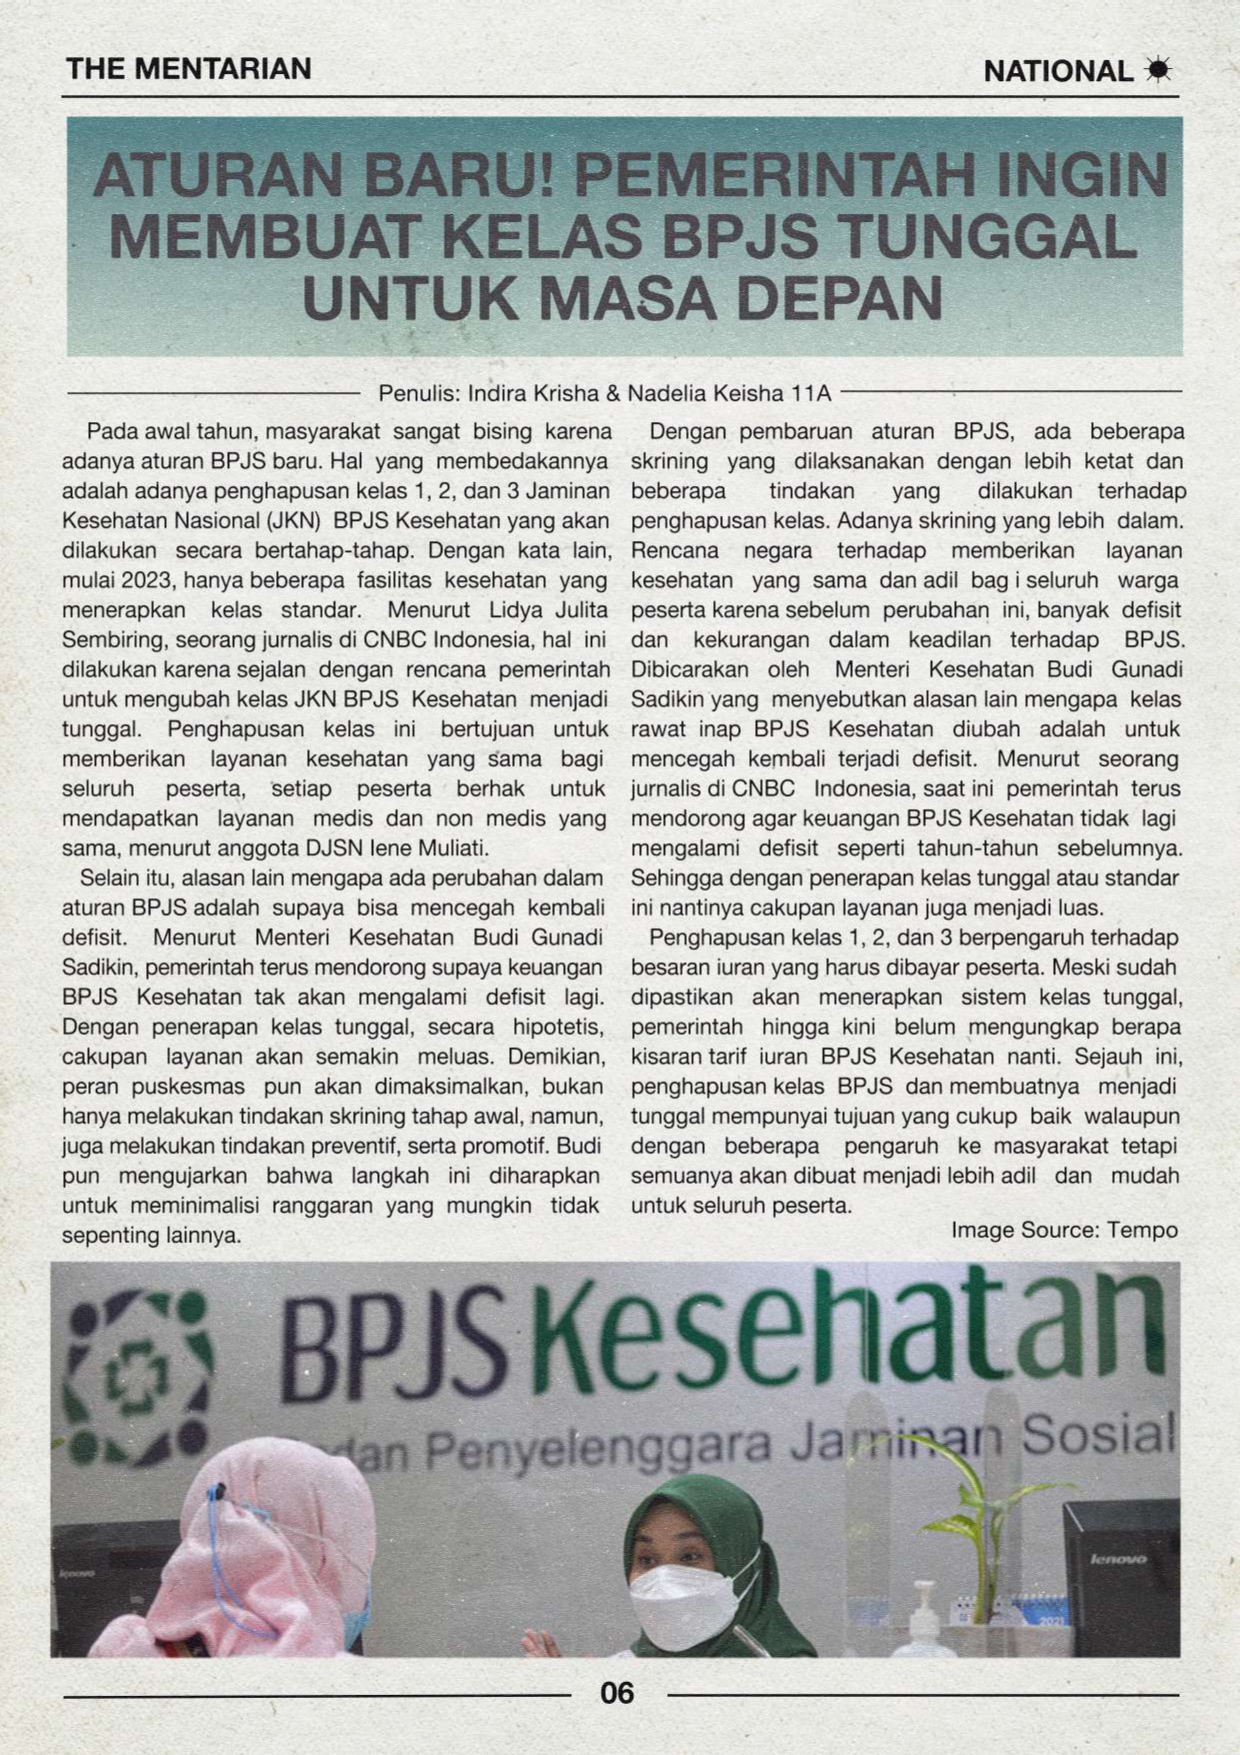 THE MENTARIAN
NATIONAL
ATURAN BARU! PEMERINTAH INGIN
MEMBUAT KELAS BPJS TUNGGAL
UNTUK MASA DEPAN
Penulis: Indira Krisha & Nadelia Keisha 11A
Pada awal tahun, masyarakat sangat bising karena
adanya aturan BPJS baru. Hal yang membedakannya
adalah adanya penghapusan kelas 1, 2, dan 3 Jaminan
Kesehatan Nasional (JKN) BPJS Kesehatan yang akan
dilakukan secara bertahap-tahap. Dengan kata lain,
mulai 2023, hanya beberapa fasilitas kesehatan yang
menerapkan kelas standar. Menurut Lidya Julita
Sembiring, seorang jurnalis di CNBC Indonesia, hal ini
dilakukan karena sejalan dengan rencana pemerintah
untuk mengubah kelas JKN BPJS Kesehatan menjadi
tunggal. Penghapusan kelas ini bertujuan untuk
memberikan layanan kesehatan yang sama bagi
seluruh peserta, setiap peserta berhak untuk
mendapatkan layanan medis dan non medis yang
sama, menurut anggota DJSN Iene Muliati.
Selain itu, alasan lain mengapa ada perubahan dalam
aturan BPJS adalah supaya bisa mencegah kembali
defisit. Menurut Menteri Kesehatan Budi Gunadi
Sadikin, pemerintah terus mendorong supaya keuangan
BPJS Kesehatan tak akan mengalami defisit lagi.
Dengan penerapan kelas tunggal, secara hipotetis,
cakupan layanan akan semakin meluas. Demikian,
peran puskesmas pun akan dimaksimalkan, bukan
hanya melakukan tindakan skrining tahap awal, namun,
juga melakukan tindakan preventif, serta promotif. Budi
pun mengujarkan bahwa langkah ini diharapkan
untuk meminimalisi ranggaran yang mungkin tidak
sepenting lainnya.
Dengan pembaruan aturan BPJS, ada beberapa
skrining yang dilaksanakan dengan lebih ketat dan
beberapa tindakan yang dilakukan terhadap
penghapusan kelas. Adanya skrining yang lebih dalam.
Rencana negara terhadap memberikan layanan
kesehatan yang sama dan adil bag i seluruh warga
peserta karena sebelum perubahan ini, banyak defisit
dan kekurangan dalam keadilan terhadap BPJS.
Dibicarakan oleh Menteri Kesehatan Budi Gunadi
Sadikin yang menyebutkan alasan lain mengapa kelas
rawat inap BPJS Kesehatan diubah adalah untuk
mencegah kembali terjadi defisit. Menurut seorang
jurnalis di CNBC Indonesia, saat ini pemerintah terus
mendorong agar keuangan BPJS Kesehatan tidak lagi
mengalami defisit seperti tahun-tahun sebelumnya.
Sehingga dengan penerapan kelas tunggal atau standar
ini nantinya cakupan layanan juga menjadi luas.
Penghapusan kelas 1, 2, dan 3 berpengaruh terhadap
besaran iuran yang harus dibayar peserta. Meski sudah
dipastikan akan menerapkan sistem kelas tunggal,
pemerintah hingga kini belum mengungkap berapa
kisaran tarif iuran BPJS Kesehatan nanti. Sejauh ini,
penghapusan kelas BPJS dan membuatnya menjadi
tunggal mempunyai tujuan yang cukup baik walaupun
dengan beberapa pengaruh ke masyarakat tetapi
semuanya akan dibuat menjadi lebih adil dan mudah
untuk seluruh peserta.
Image Source: Tempo
BPJS Kesehatan
dan Penyelenggara Jaminan Sosial
lenovo
lenovo
2021
06